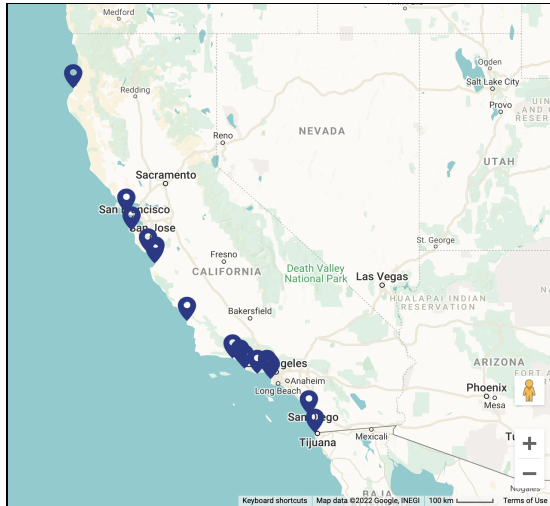 Medford
Ogden
Salt Lake City
Redding
Provo
Reno
NEVADA
UTAH
Sacramento
San Francisco
San Jose
St. George
Fresno
CALIFORNIA
Death Valley
National Park
Las Vegas
HUALAPAI INDIAN
RESERVATION
Bakersfield
ARIZONA
geles
Anaheim
Long Beach
Phoenix
Mesa
San Diego
Tijuana
Mexicali
Nogales
BAJA
Keyboard shortcuts
Map data ©2022 Google, INEGI
100 km
Terms of Use